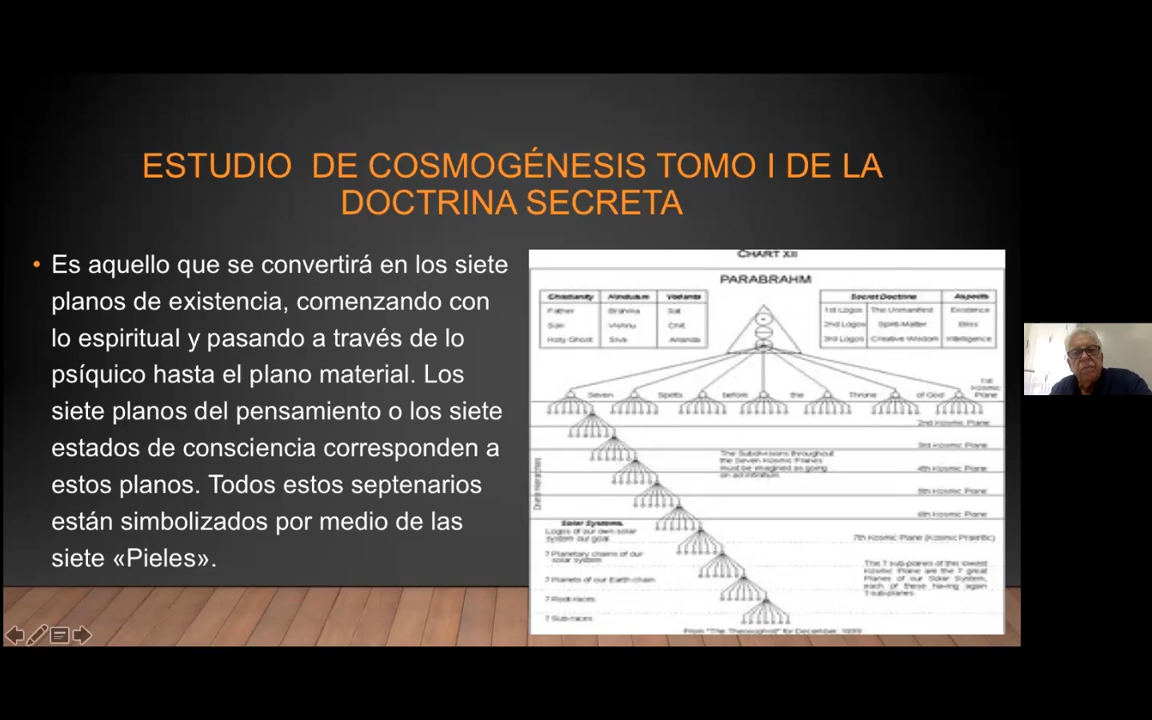 ESTUDIO DE COSMOGÉNESIS TOMO I DE LA
DOCTRINA SECRETA
• Es aquello que se convertirá en los siete
planos de existencia, comenzando con
lo espiritual y pasando a través de lo
psíquico hasta el plano material. Los
siete planos del pensamiento o los siete
estados de consciencia corresponden a
estos planos. Todos estos septenarios
están simbolizados por medio de las
siete «Pieles».
CHART XII
PARABRAHM
Christianity Hinduism Vedanta
Father Brahma Sat
Son Vishnu Chit
Holy Ghost Siva Ananda
Secret Doctrine Aspects
1st Logos The Unmanifest Existence
2nd Logos Spirit-Matter Bliss
3rd Logos Creative Wisdom Intelligence
Seven Spirits before the Throne of God
1st Kosmic Plane
2nd Kosmic Plane
3rd Kosmic Plane
The Subdivisions throughout
the Seven Kosmic Planes
must be imagined as going
on ad infinitum
4th Kosmic Plane
5th Kosmic Plane
6th Kosmic Plane
Solar Systems.
Logos of our own solar
system our goal
7th Kosmic Plane (Kosmic Prakritic)
7 Planetary chains of our
solar system
The 7 sub-planes of the lowest
Kosmic Plane are the 7 great
Planes of our Solar System,
each of these having again
7 sub-planes.
7 Planets of our Earth-chain
7 Root-races
7 Sub-races
From "The Theosophist" for December, 1899